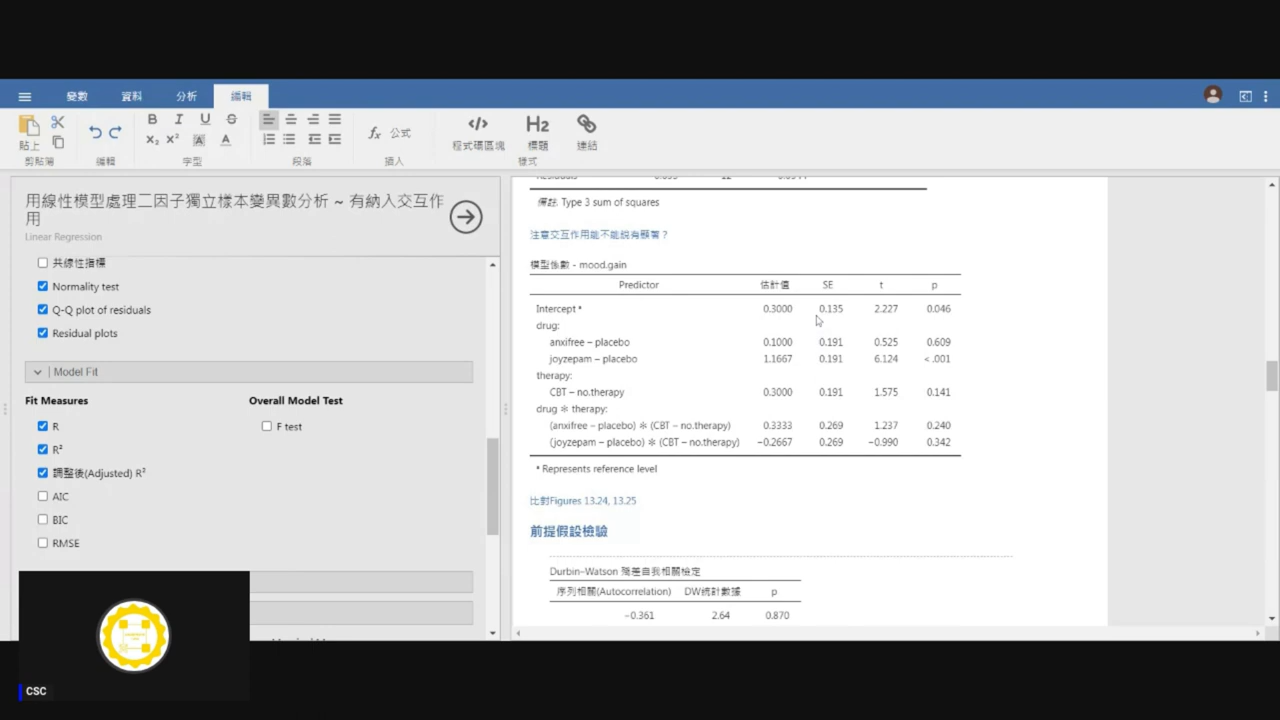 變數 資料 分析 編輯
貼上
剪貼簿 編輯 字型 段落 插入 樣式
B I U S
X₂ X² A A
fx 公式
程式碼區塊 H2 標題 連結
用線性模型處理二因子獨立樣本變異數分析 ~ 有納入交互作用
Linear Regression
共線性指標
Normality test
Q-Q plot of residuals
Residual plots
Model Fit
Fit Measures Overall Model Test
R F test
R²
調整後(Adjusted) R²
AIC
BIC
RMSE
CSC
備註. Type 3 sum of squares
注意交互作用能不能說有顯著？
模型係數 - mood.gain
Predictor 估計值 SE t p
Intercept ᵃ 0.3000 0.135 2.227 0.046
drug:
anxifree – placebo 0.1000 0.191 0.525 0.609
joyzepam – placebo 1.1667 0.191 6.124 < .001
therapy:
CBT – no.therapy 0.3000 0.191 1.575 0.141
drug ✻ therapy:
(anxifree – placebo) ✻ (CBT – no.therapy) 0.3333 0.269 1.237 0.240
(joyzepam – placebo) ✻ (CBT – no.therapy) −0.2667 0.269 −0.990 0.342
ᵃ Represents reference level
比對Figures 13.24, 13.25
前提假設檢驗
Durbin–Watson 殘差自我相關檢定
序列相關(Autocorrelation) DW統計數據 p
−0.361 2.64 0.870